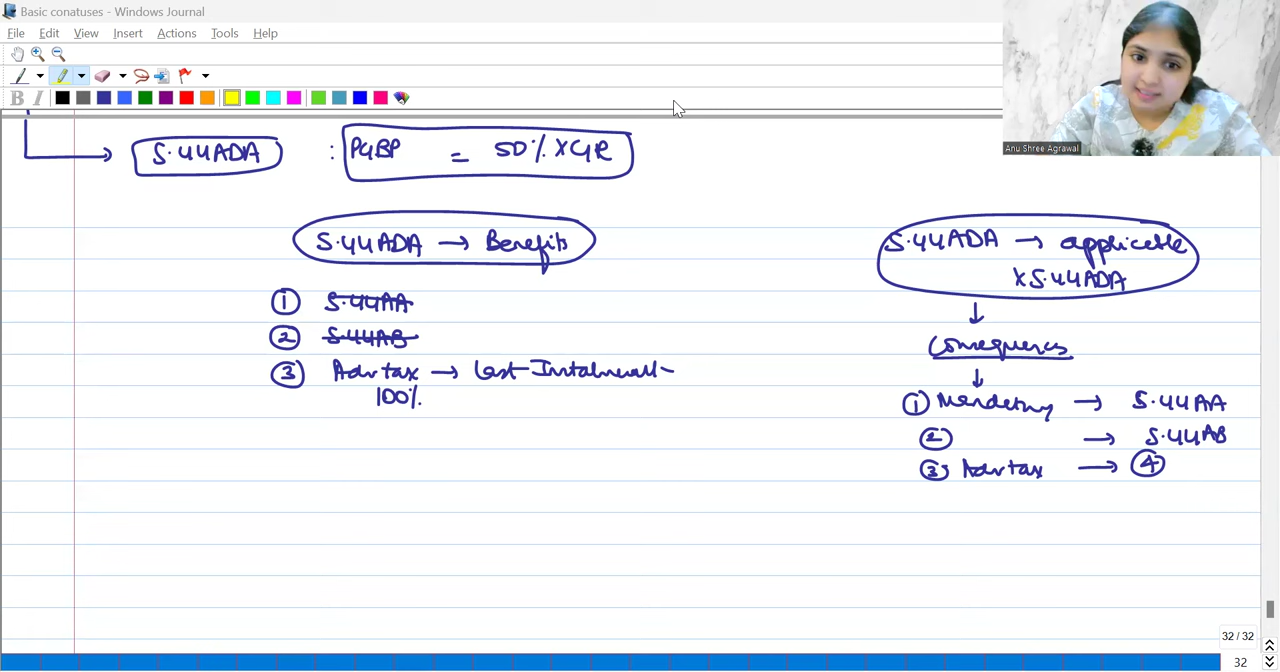 Basic conatuses - Windows Journal
File Edit View Insert Actions Tools Help
B I
Anu Shree Agrawal
S.44ADA : PGBP = 50% X GR
S.44ADA → Benefits
① S.44AA
② S.44AB
③ Adv tax → Last Instalment
100%
S.44ADA → applicable
X S.44ADA
↓
Consequences
↓
① Mandatory → S.44AA
② → S.44AB
③ Adv tax → ④
32 / 32
32